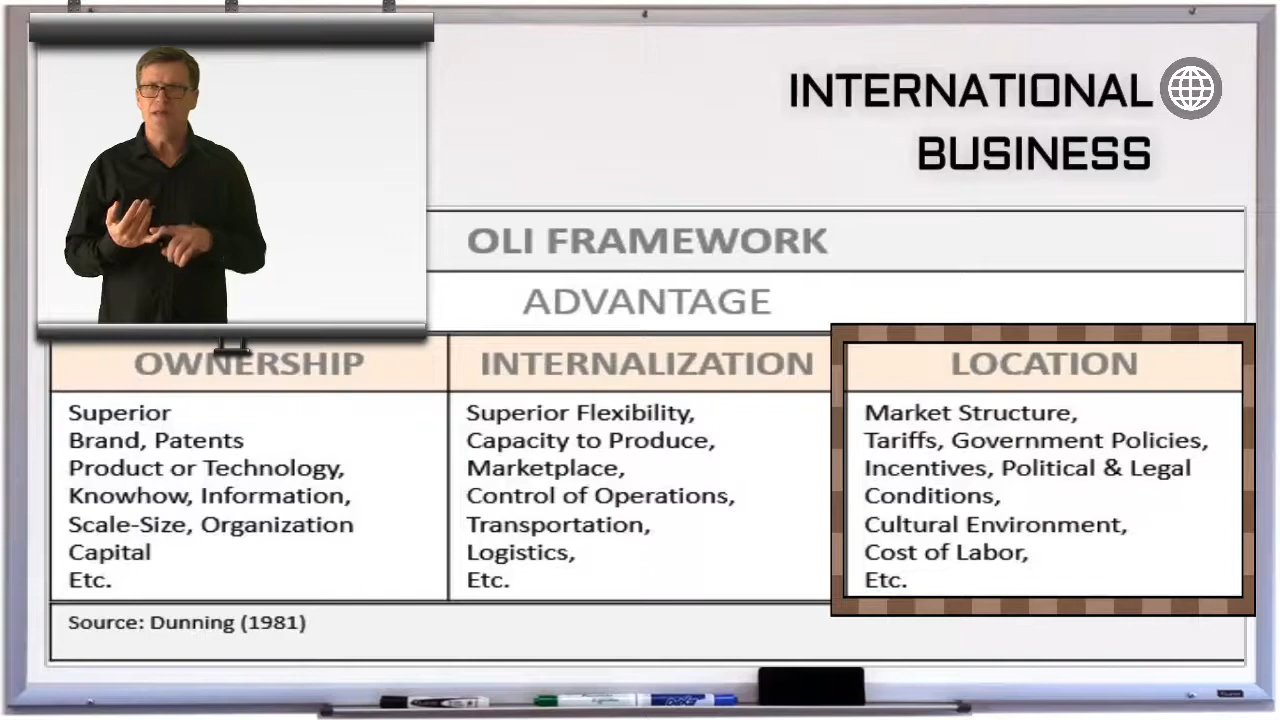 INTERNATIONAL
BUSINESS
OLI FRAMEWORK
ADVANTAGE
OWNERSHIP
Superior
Brand, Patents
Product or Technology,
Knowhow, Information,
Scale-Size, Organization
Capital
Etc.
INTERNALIZATION
Superior Flexibility,
Capacity to Produce,
Marketplace,
Control of Operations,
Transportation,
Logistics,
Etc.
LOCATION
Market Structure,
Tariffs, Government Policies,
Incentives, Political & Legal
Conditions,
Cultural Environment,
Cost of Labor,
Etc.
Source: Dunning (1981)